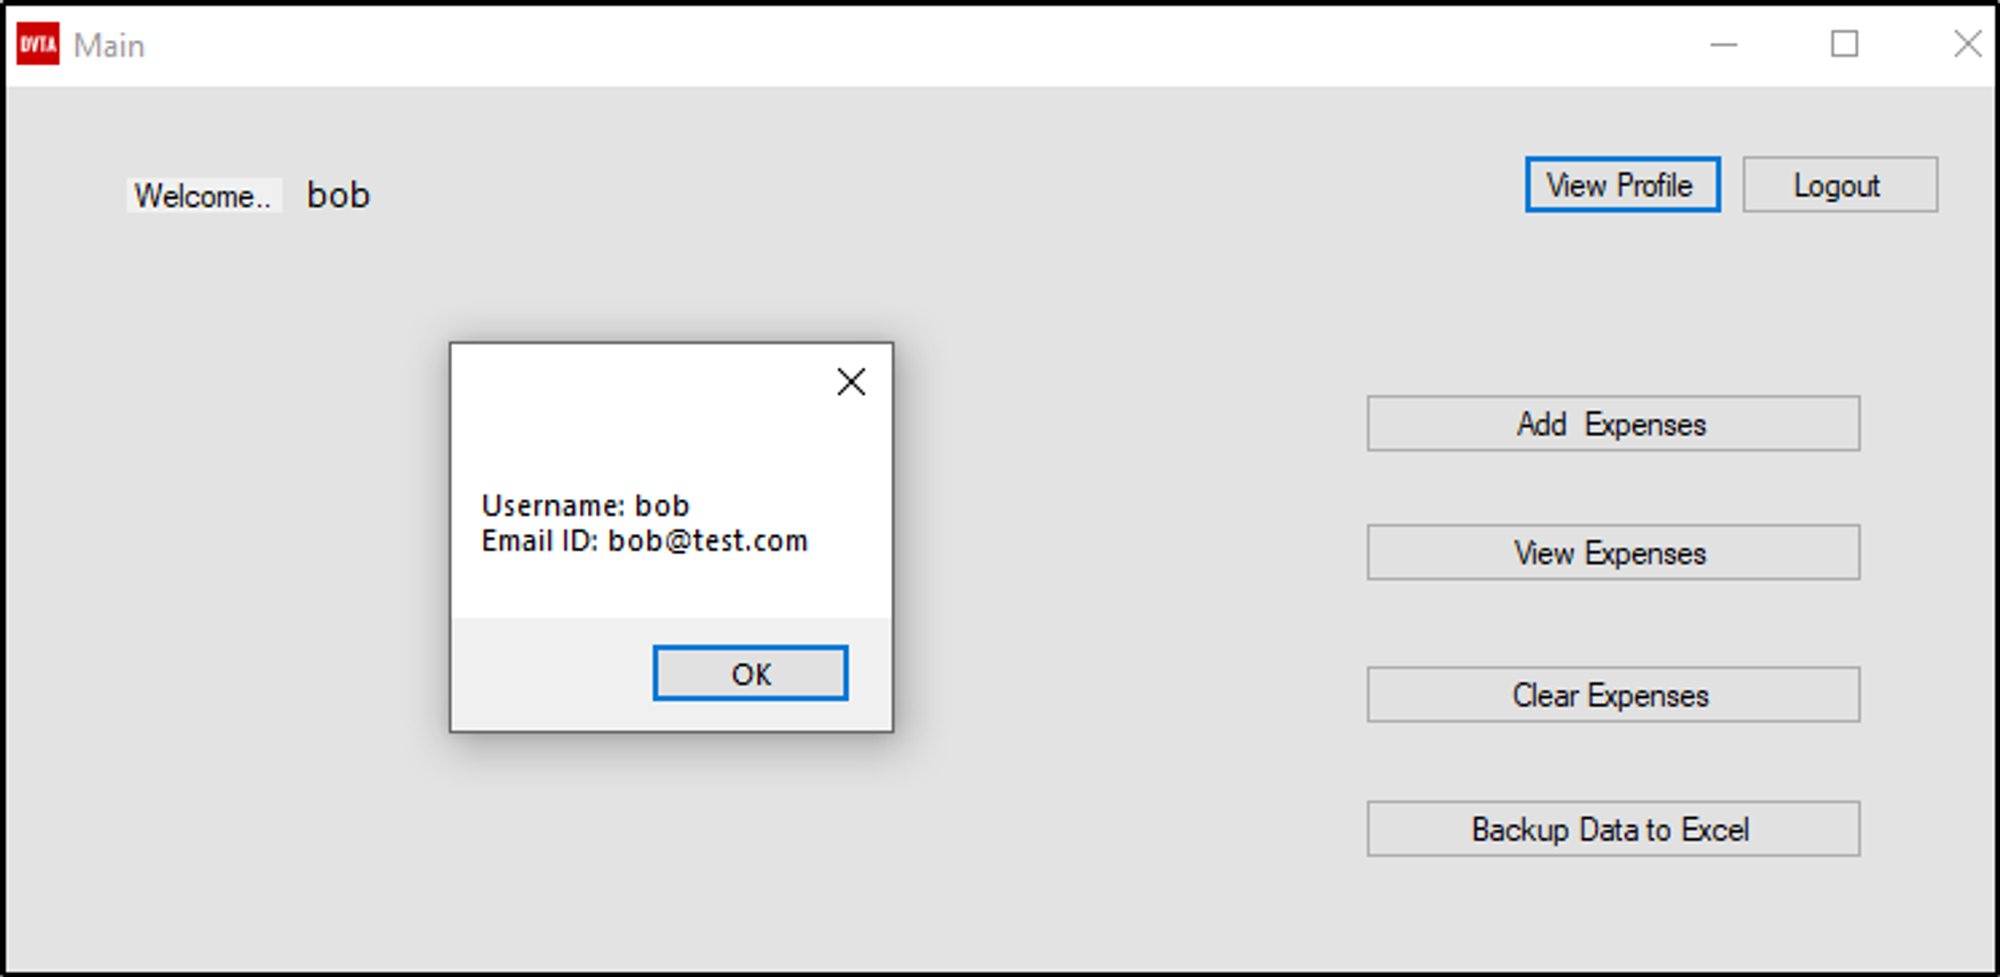 DVTA Main
Welcome.. bob
View Profile
Logout
Username: bob
Email ID: bob@test.com
OK
Add  Expenses
View Expenses
Clear Expenses
Backup Data to Excel